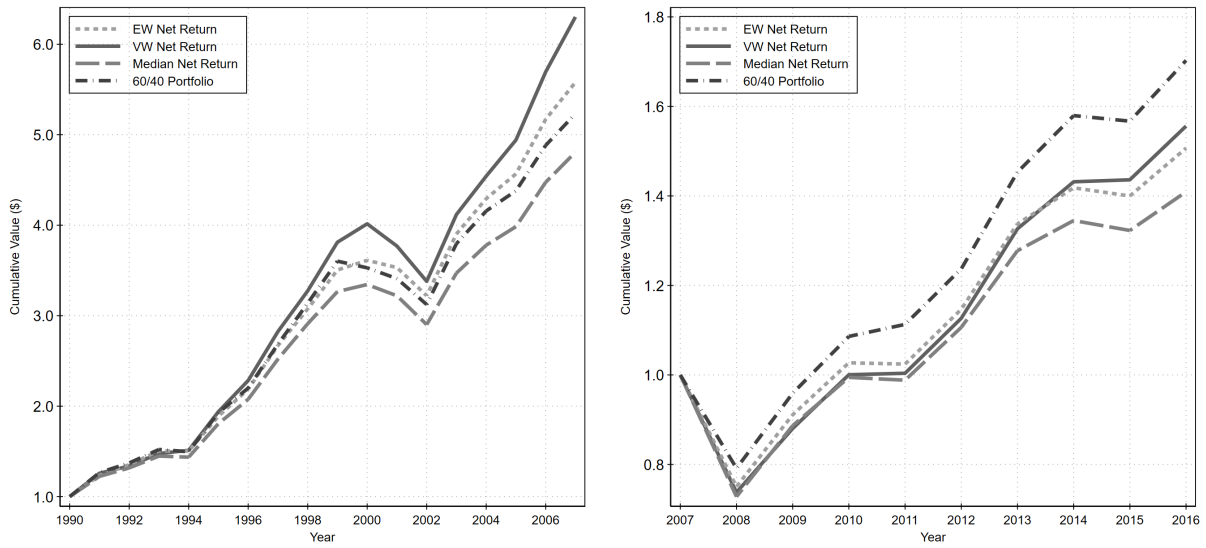 EW Net Return
VW Net Return
Median Net Return
60/40 Portfolio
Cumulative Value ($)
6.0
5.0
4.0
3.0
2.0
1.0
1990 1992 1994 1996 1998 2000 2002 2004 2006
Year
EW Net Return
VW Net Return
Median Net Return
60/40 Portfolio
Cumulative Value ($)
1.8
1.6
1.4
1.2
1.0
0.8
2007 2008 2009 2010 2011 2012 2013 2014 2015 2016
Year